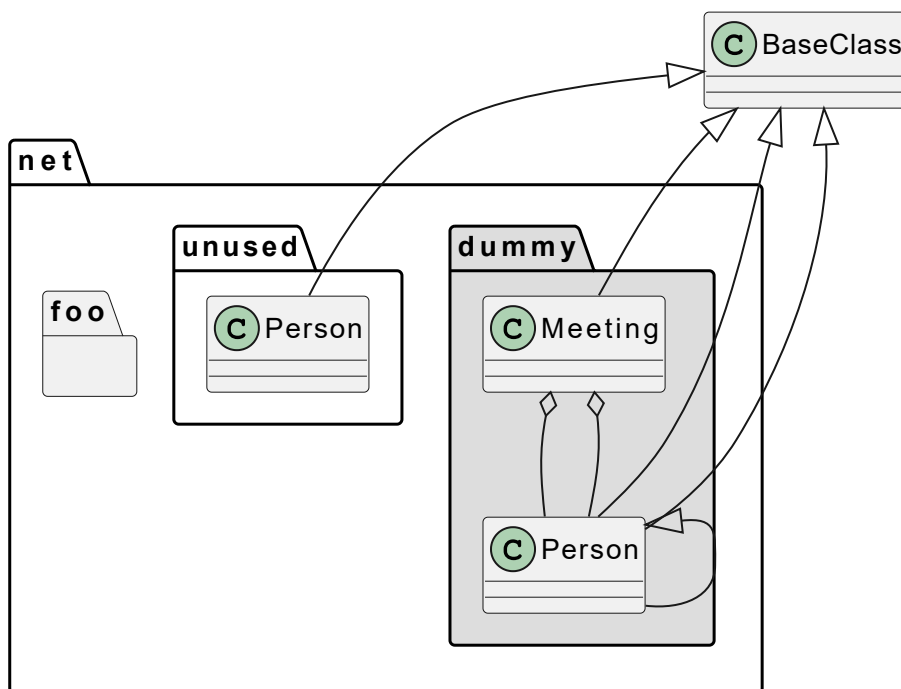 C BaseClass
net
unused
dummy
foo
C Person
C Meeting
C Person